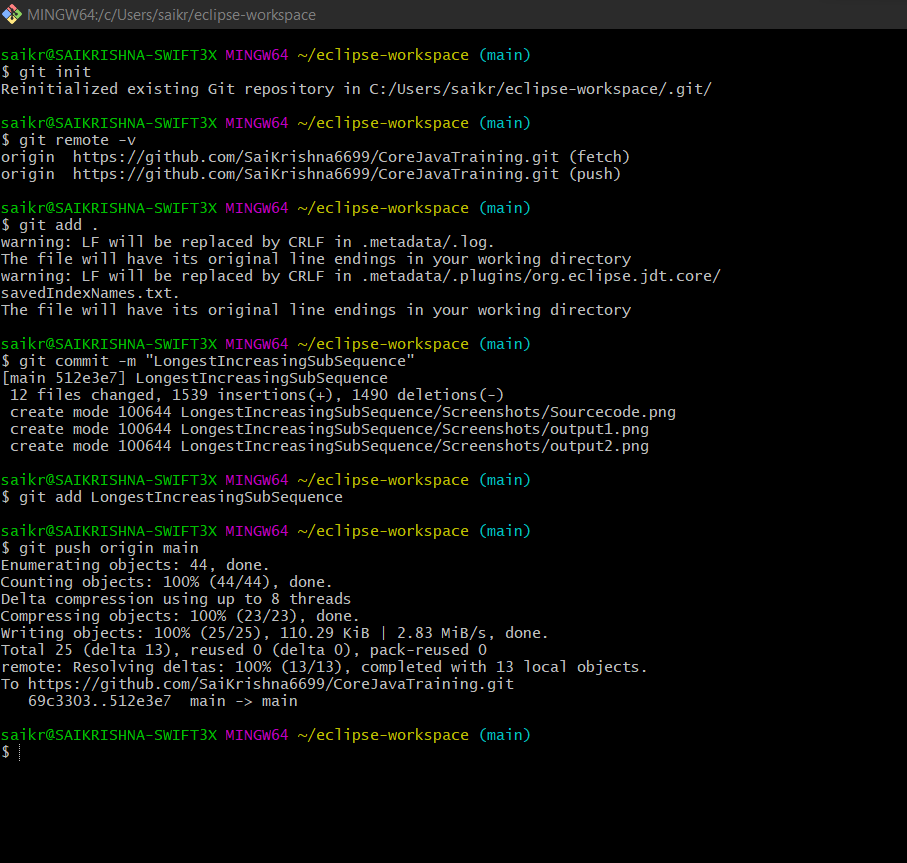 MINGW64:/c/Users/saikr/eclipse-workspace
saikr@SAIKRISHNA-SWIFT3X MINGW64 ~/eclipse-workspace (main)
$ git init
Reinitialized existing Git repository in C:/Users/saikr/eclipse-workspace/.git/
saikr@SAIKRISHNA-SWIFT3X MINGW64 ~/eclipse-workspace (main)
$ git remote -v
origin  https://github.com/SaiKrishna6699/CoreJavaTraining.git (fetch)
origin  https://github.com/SaiKrishna6699/CoreJavaTraining.git (push)
saikr@SAIKRISHNA-SWIFT3X MINGW64 ~/eclipse-workspace (main)
$ git add .
warning: LF will be replaced by CRLF in .metadata/.log.
The file will have its original line endings in your working directory
warning: LF will be replaced by CRLF in .metadata/.plugins/org.eclipse.jdt.core/
savedIndexNames.txt.
The file will have its original line endings in your working directory
saikr@SAIKRISHNA-SWIFT3X MINGW64 ~/eclipse-workspace (main)
$ git commit -m "LongestIncreasingSubSequence"
[main 512e3e7] LongestIncreasingSubSequence
 12 files changed, 1539 insertions(+), 1490 deletions(-)
 create mode 100644 LongestIncreasingSubSequence/Screenshots/Sourcecode.png
 create mode 100644 LongestIncreasingSubSequence/Screenshots/output1.png
 create mode 100644 LongestIncreasingSubSequence/Screenshots/output2.png
saikr@SAIKRISHNA-SWIFT3X MINGW64 ~/eclipse-workspace (main)
$ git add LongestIncreasingSubSequence
saikr@SAIKRISHNA-SWIFT3X MINGW64 ~/eclipse-workspace (main)
$ git push origin main
Enumerating objects: 44, done.
Counting objects: 100% (44/44), done.
Delta compression using up to 8 threads
Compressing objects: 100% (23/23), done.
Writing objects: 100% (25/25), 110.29 KiB | 2.83 MiB/s, done.
Total 25 (delta 13), reused 0 (delta 0), pack-reused 0
remote: Resolving deltas: 100% (13/13), completed with 13 local objects.
To https://github.com/SaiKrishna6699/CoreJavaTraining.git
   69c3303..512e3e7  main -> main
saikr@SAIKRISHNA-SWIFT3X MINGW64 ~/eclipse-workspace (main)
$